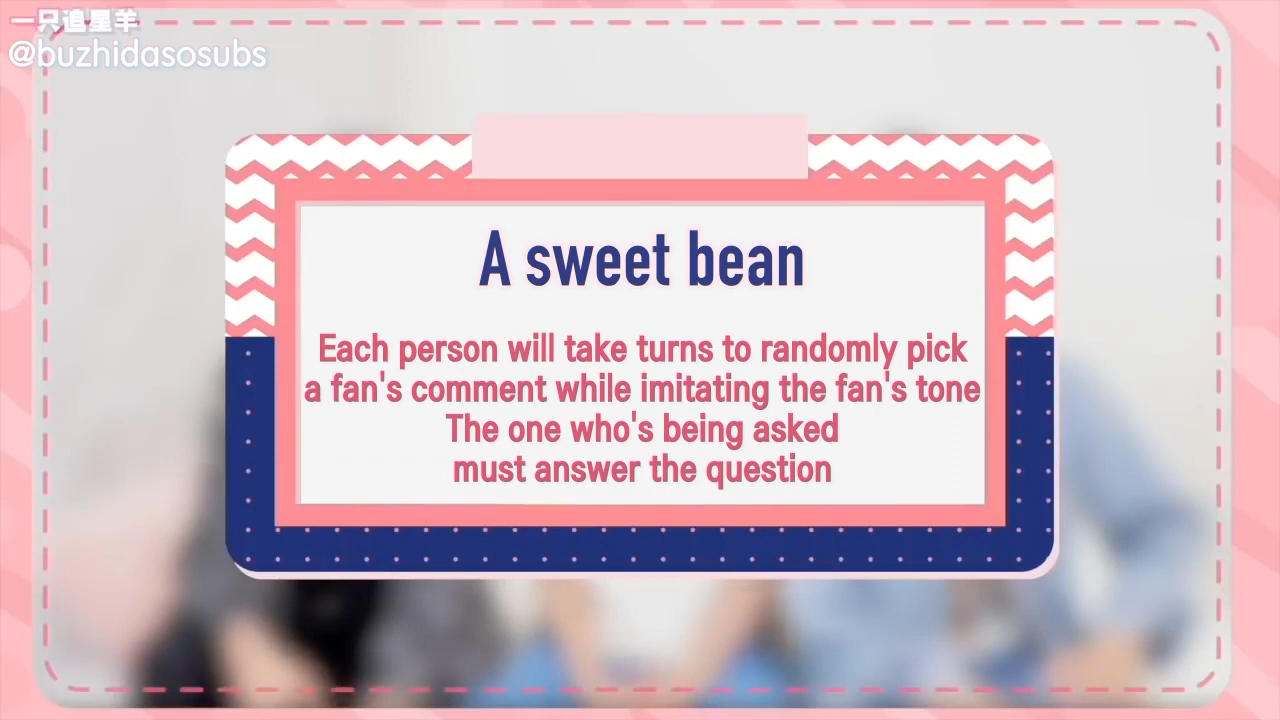 一只追星羊
@buzhidasosubs
A sweet bean
Each person will take turns to randomly pick
a fan's comment while imitating the fan's tone
The one who's being asked
must answer the question